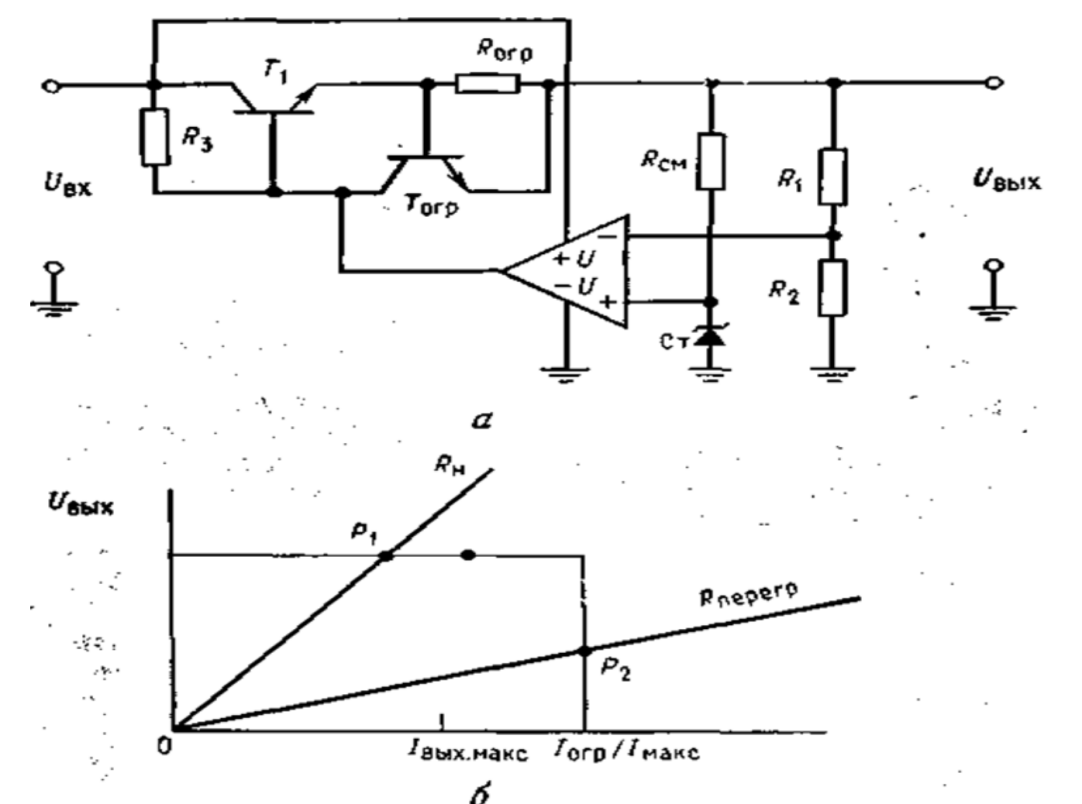 Rогр
T₁
R₃
Rсм
R₁
Uвх
Tогр
Uвых
−
+ U
− U
R₂
+
Ст
а
Rн
Uвых
P₁
Rперегр
P₂
0
Iвых.макс Iогр/Iмакс
б